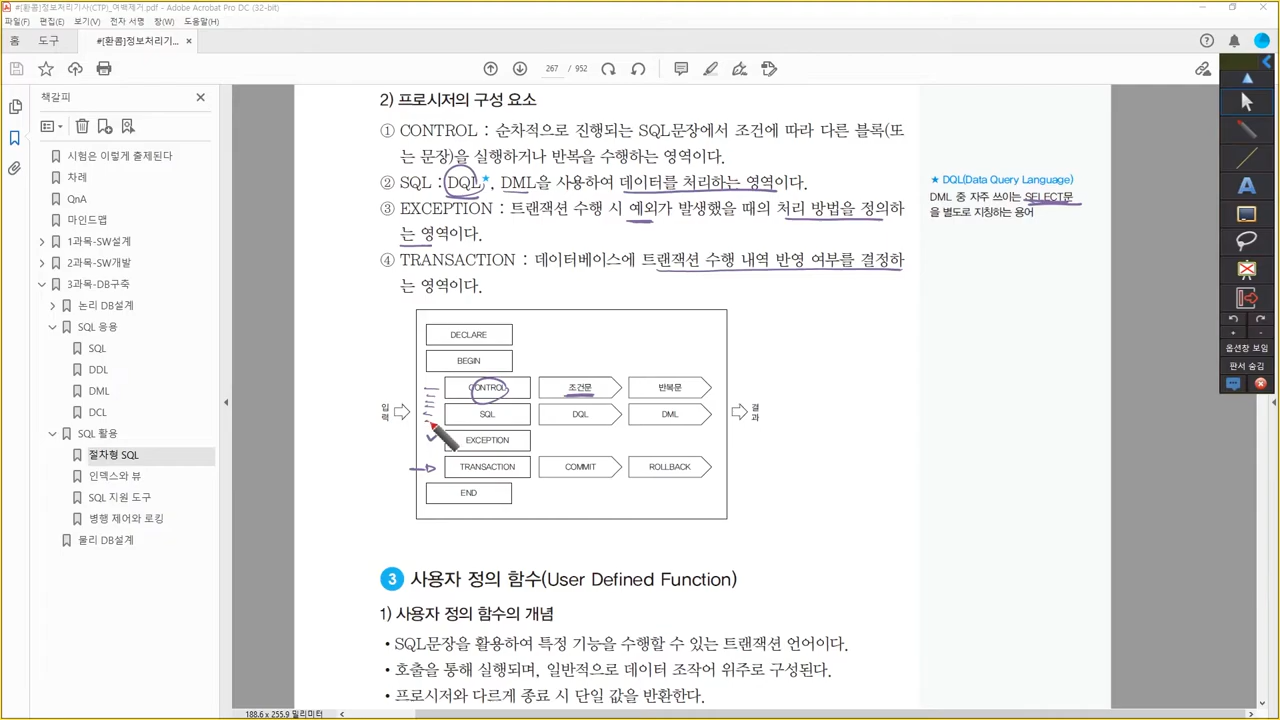 #[환콤]정보처리기사(CTP)_여백제거.pdf - Adobe Acrobat Pro DC (32-bit)
파일(F) 편집(E) 보기(V) 전자 서명 창(W) 도움말(H)
홈 도구 #[환콤]정보처리기... ×
267 / 952
책갈피
시험은 이렇게 출제된다
차례
QnA
마인드맵
1과목-SW설계
2과목-SW개발
3과목-DB구축
논리 DB설계
SQL 응용
SQL
DDL
DML
DCL
SQL 활용
절차형 SQL
인덱스와 뷰
SQL 지원 도구
병행 제어와 로킹
물리 DB설계
2) 프로시저의 구성 요소
① CONTROL : 순차적으로 진행되는 SQL문장에서 조건에 따라 다른 블록(또
는 문장)을 실행하거나 반복을 수행하는 영역이다.
② SQL : DQL★, DML을 사용하여 데이터를 처리하는 영역이다.
③ EXCEPTION : 트랜잭션 수행 시 예외가 발생했을 때의 처리 방법을 정의하
는 영역이다.
④ TRANSACTION : 데이터베이스에 트랜잭션 수행 내역 반영 여부를 결정하
는 영역이다.
★ DQL(Data Query Language)
DML 중 자주 쓰이는 SELECT문
을 별도로 지칭하는 용어
입력
DECLARE
BEGIN
CONTROL 조건문 반복문
SQL DQL DML
EXCEPTION
TRANSACTION COMMIT ROLLBACK
END
결과
3 사용자 정의 함수(User Defined Function)
1) 사용자 정의 함수의 개념
• SQL문장을 활용하여 특정 기능을 수행할 수 있는 트랜잭션 언어이다.
• 호출을 통해 실행되며, 일반적으로 데이터 조작어 위주로 구성된다.
• 프로시저와 다르게 종료 시 단일 값을 반환한다.
188.6 x 255.9 밀리미터
옵션창 보임
판서 숨김